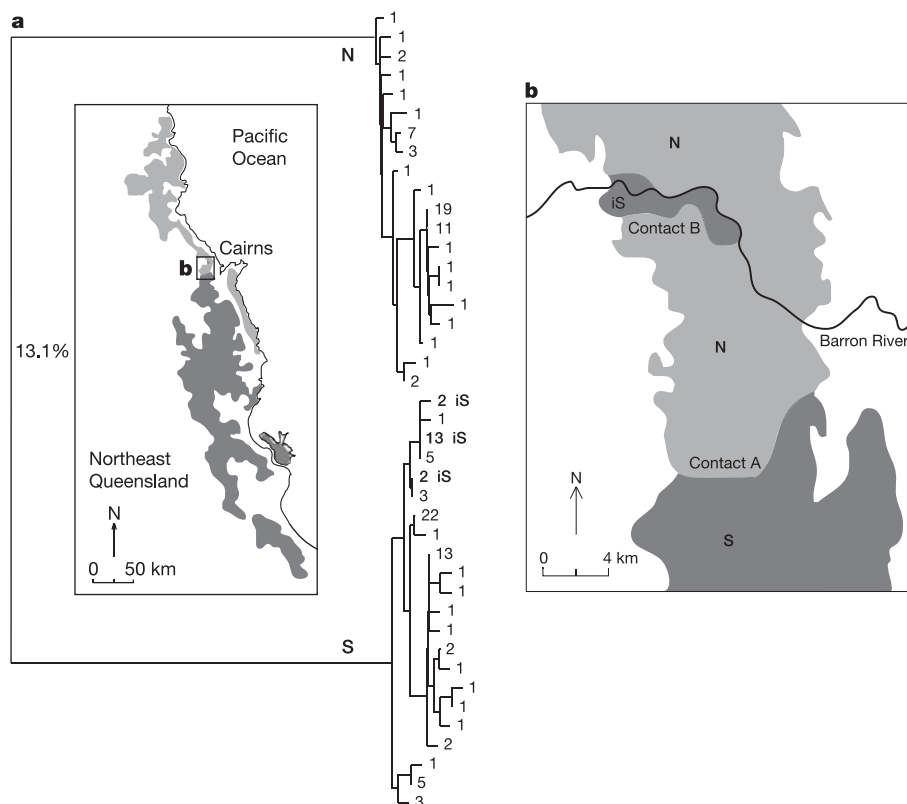 a
N
1
1
2
1
1
1
7
3
1
1
19
11
1
1
1
1
1
1
1
2
Pacific
Ocean
Cairns
b
13.1%
Northeast
Queensland
N
0 50 km
2 iS
1
13 iS
5
2 iS
3
22
1
13
1
1
1
1
2
1
1
1
1
2
1
5
3
S
b
N
iS
Contact B
Barron River
N
Contact A
N
0 4 km
S